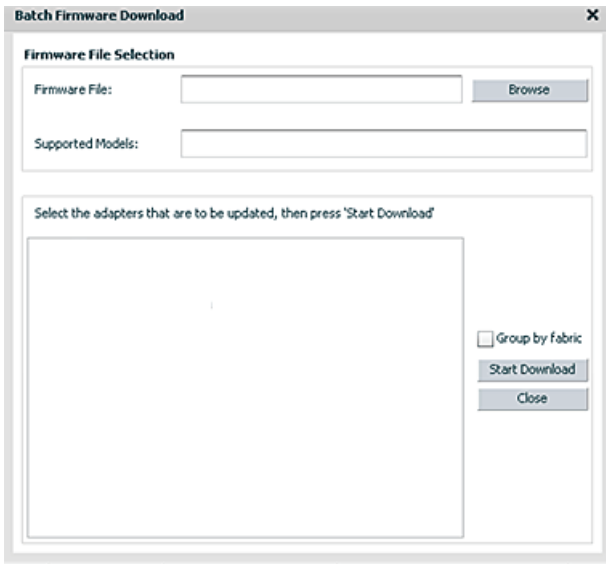 Batch Firmware Download
Firmware File Selection
Firmware File:
Browse
Supported Models:
Select the adapters that are to be updated, then press 'Start Download'
Group by fabric
Start Download
Close